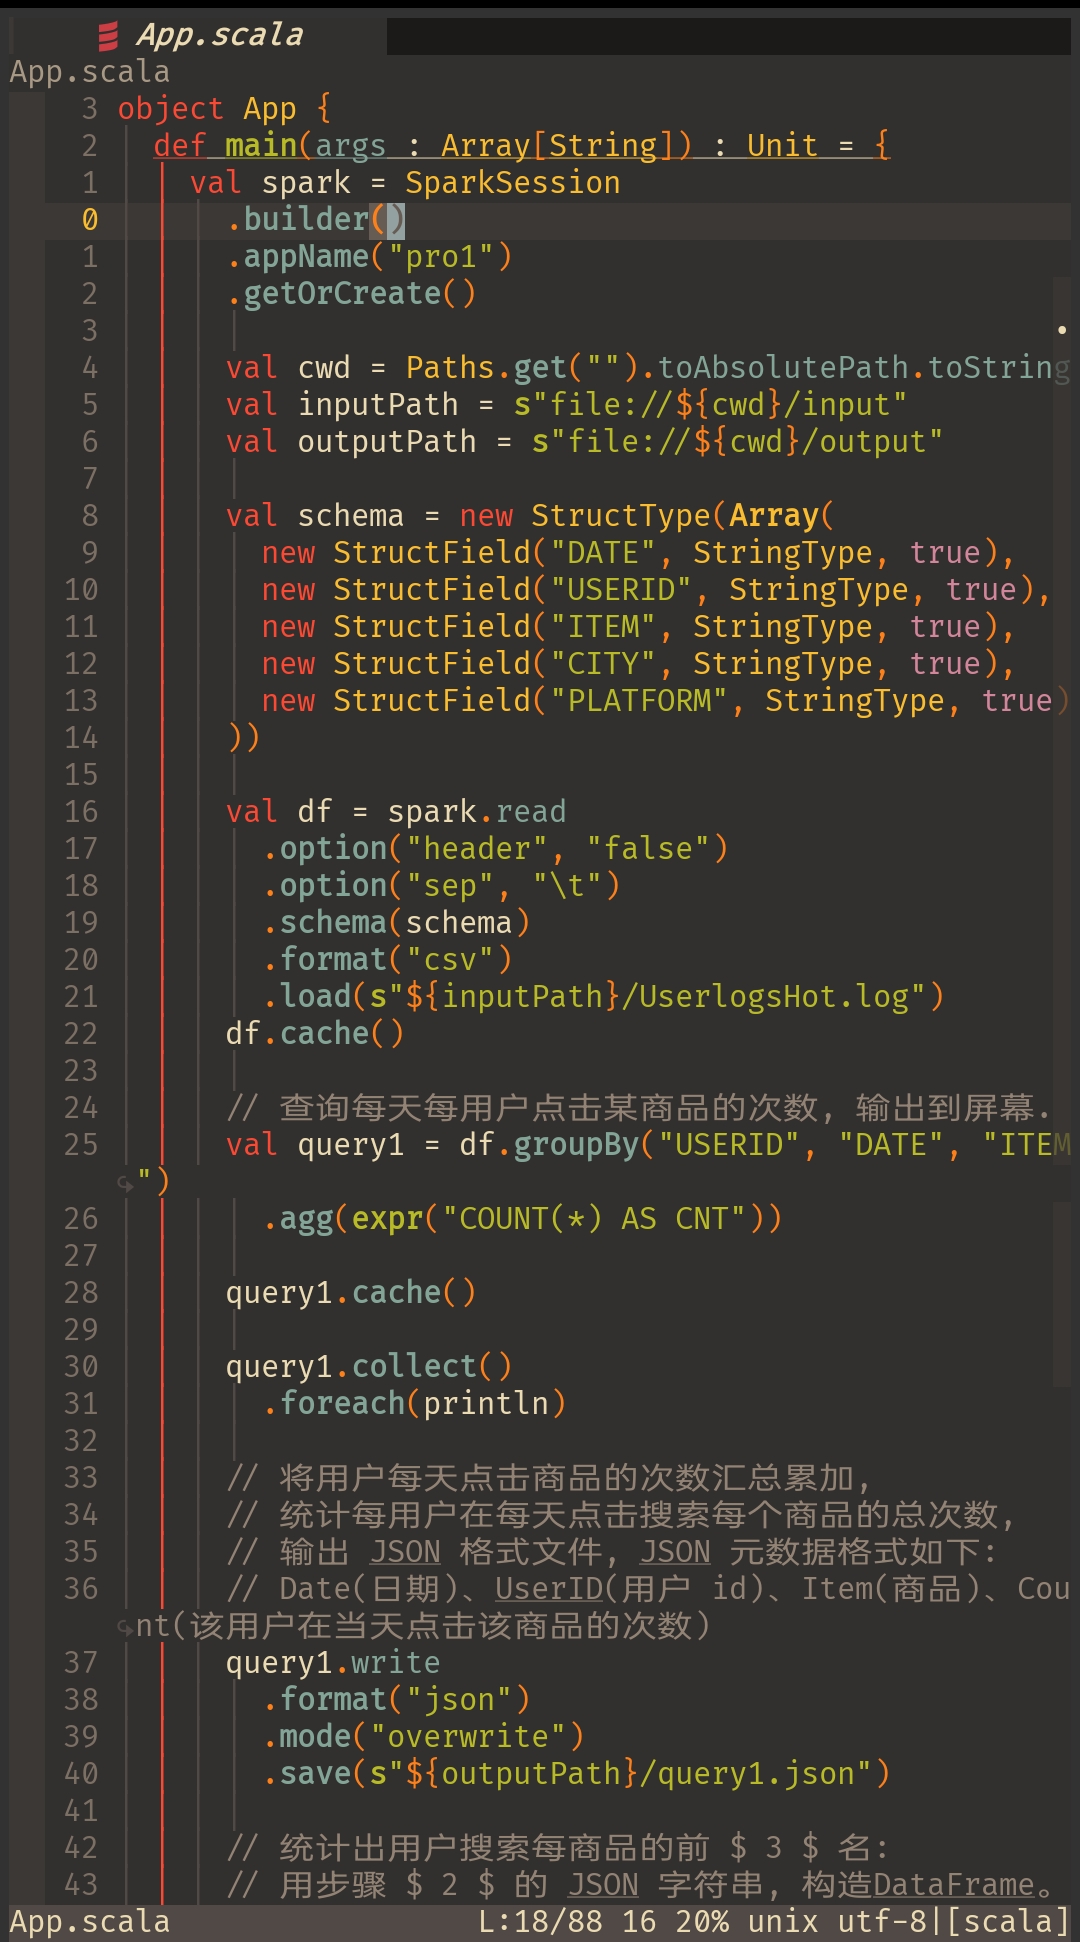 App.scala
App.scala
3 object App {
2   def main(args : Array[String]) : Unit = {
1     val spark = SparkSession
0       .builder()
1       .appName("pro1")
2       .getOrCreate()
3
4       val cwd = Paths.get("").toAbsolutePath.toString
5       val inputPath = s"file://${cwd}/input"
6       val outputPath = s"file://${cwd}/output"
7
8       val schema = new StructType(Array(
9         new StructField("DATE", StringType, true),
10         new StructField("USERID", StringType, true),
11         new StructField("ITEM", StringType, true),
12         new StructField("CITY", StringType, true),
13         new StructField("PLATFORM", StringType, true)
14       ))
15
16       val df = spark.read
17         .option("header", "false")
18         .option("sep", "\t")
19         .schema(schema)
20         .format("csv")
21         .load(s"${inputPath}/UserlogsHot.log")
22       df.cache()
23
24       // 查询每天每用户点击某商品的次数, 输出到屏幕.
25       val query1 = df.groupBy("USERID", "DATE", "ITEM
")
26         .agg(expr("COUNT(*) AS CNT"))
27
28       query1.cache()
29
30       query1.collect()
31         .foreach(println)
32
33       // 将用户每天点击商品的次数汇总累加,
34       // 统计每用户在每天点击搜索每个商品的总次数,
35       // 输出 JSON 格式文件, JSON 元数据格式如下:
36       // Date(日期)、UserID(用户 id)、Item(商品)、Cou
nt(该用户在当天点击该商品的次数)
37       query1.write
38         .format("json")
39         .mode("overwrite")
40         .save(s"${outputPath}/query1.json")
41
42       // 统计出用户搜索每商品的前 $ 3 $ 名:
43       // 用步骤 $ 2 $ 的 JSON 字符串, 构造DataFrame。
App.scala L:18/88 16 20% unix utf-8|[scala]